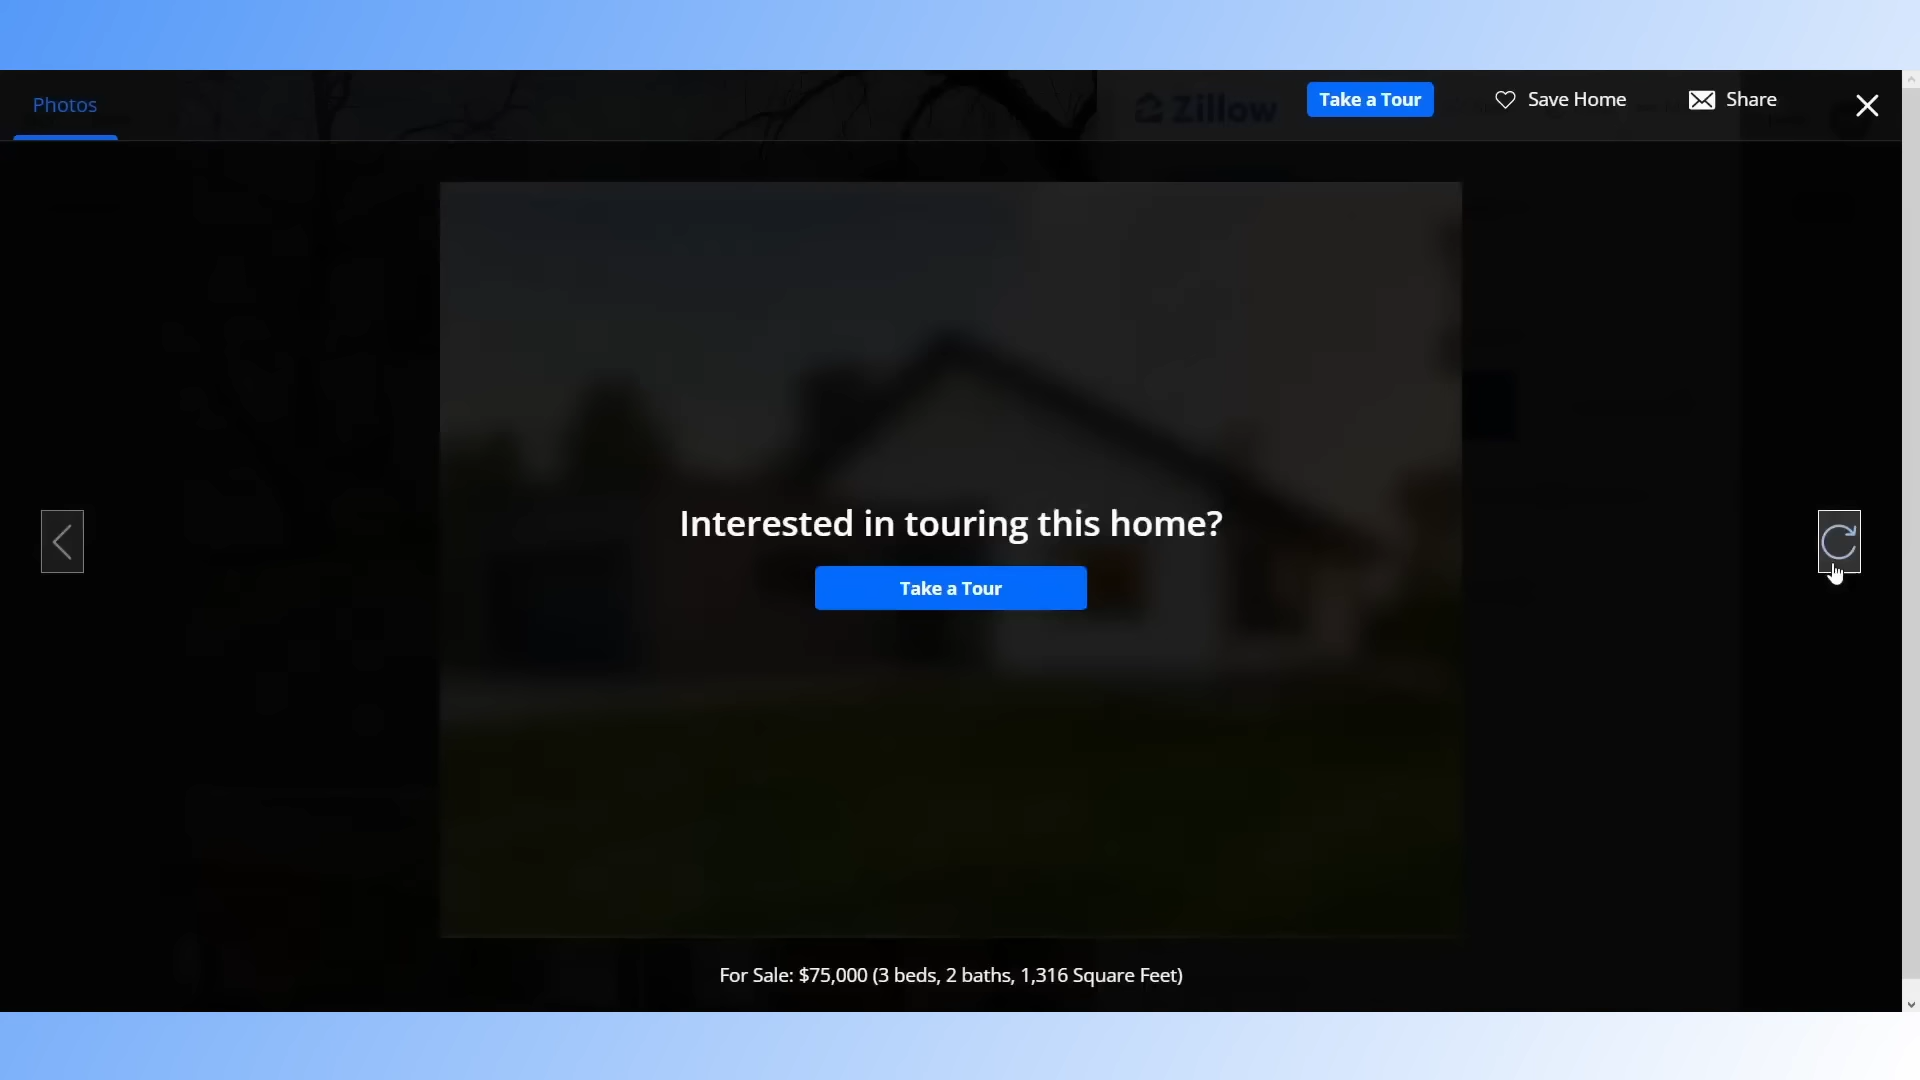 Photos
Zillow
Take a Tour
Save Home
Share
Interested in touring this home?
Take a Tour
For Sale: $75,000 (3 beds, 2 baths, 1,316 Square Feet)